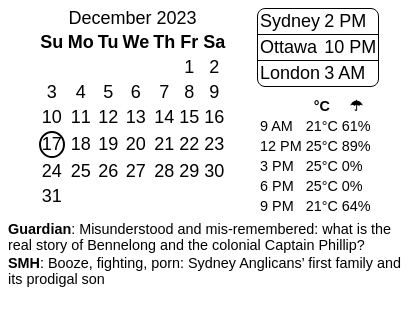 December 2023
Su Mo Tu We Th Fr Sa
1 2
3 4 5 6 7 8 9
10 11 12 13 14 15 16
17 18 19 20 21 22 23
24 25 26 27 28 29 30
31
Sydney 2 PM
Ottawa 10 PM
London 3 AM
°C ☂
9 AM 21°C 61%
12 PM 25°C 89%
3 PM 25°C 0%
6 PM 25°C 0%
9 PM 21°C 64%
Guardian: Misunderstood and mis-remembered: what is the
real story of Bennelong and the colonial Captain Phillip?
SMH: Booze, fighting, porn: Sydney Anglicans’ first family and
its prodigal son